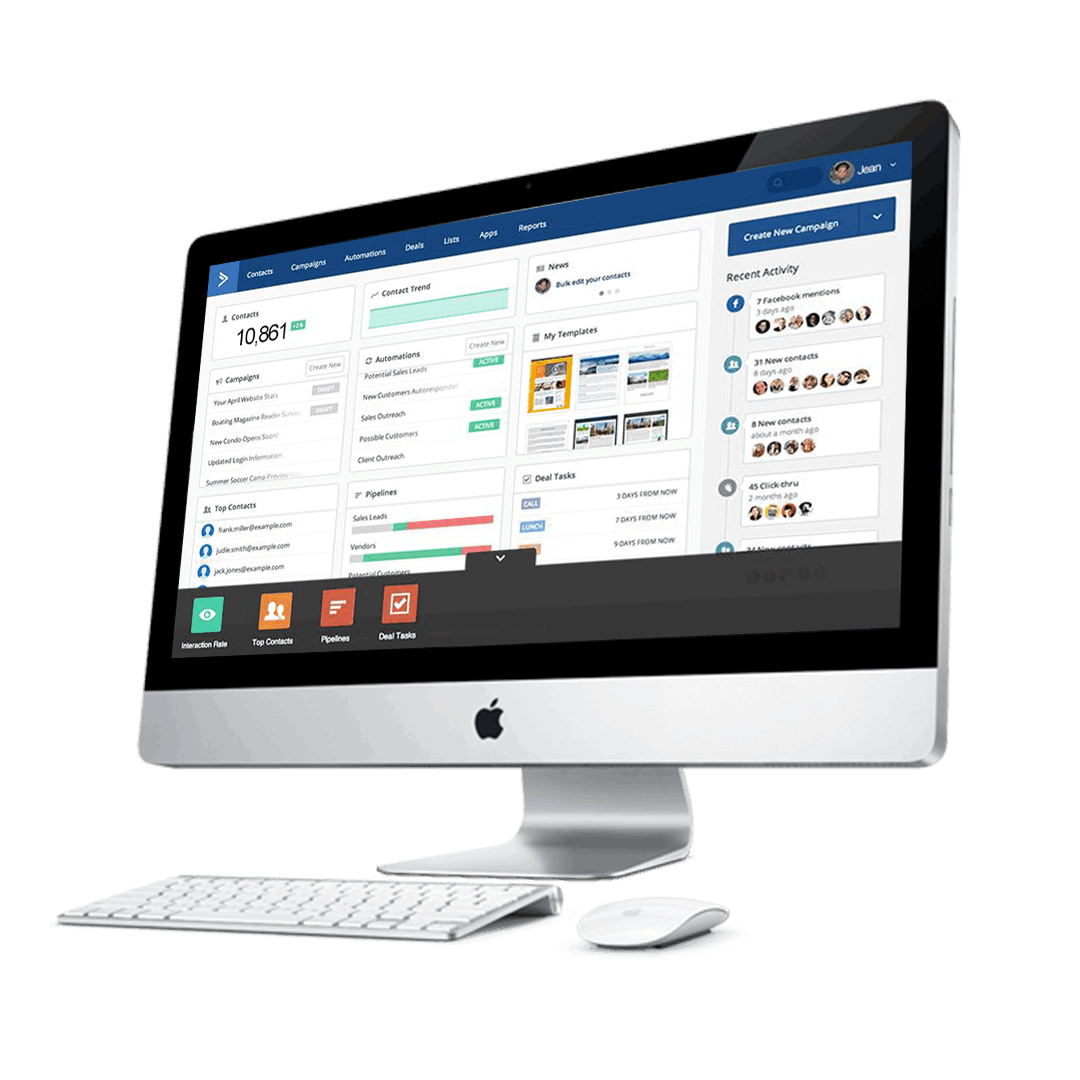 Contacts
Campaigns
Automations
Deals
Lists
Apps
Reports
Jean
Contacts
10,861 +2%
Contact Trend
News
Bulk edit your contacts
Create New Campaign
Campaigns
Create New
Your April Website Stats DRAFT
Boating Magazine Reader Survey DRAFT
New Condo Opens Soon!
Updated Login Information
Summer Soccer Camp Preview
Automations
Create New
Potential Sales Leads ACTIVE
New Customers Autoresponder
Sales Outreach ACTIVE
Possible Customers ACTIVE
Client Outreach
My Templates
Recent Activity
7 Facebook mentions
3 days ago
31 New contacts
8 days ago
8 New contacts
about a month ago
45 Click-thru
2 months ago
New contacts
Top Contacts
frank.miller@example.com
judie.smith@example.com
jack.jones@example.com
Pipelines
Sales Leads
Vendors
Potential Customers
Deal Tasks
CALL 3 DAYS FROM NOW
LUNCH 7 DAYS FROM NOW
9 DAYS FROM NOW
Interaction Rate
Top Contacts
Pipelines
Deal Tasks